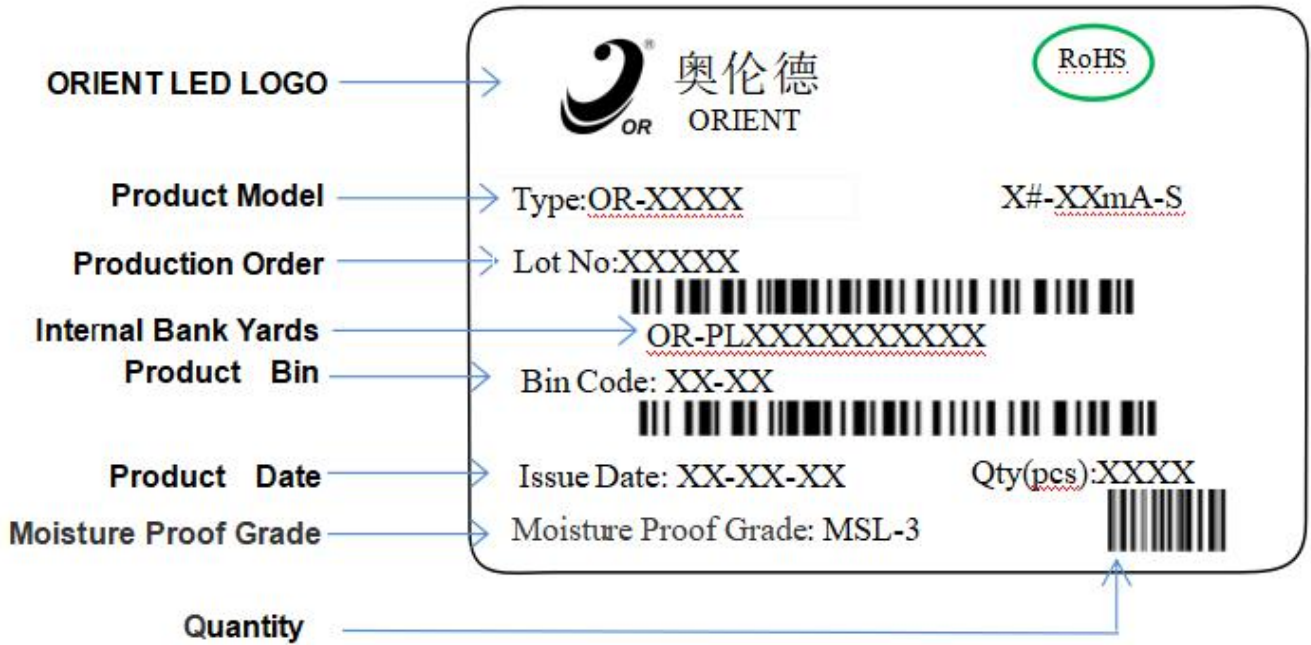 ORIENT LED LOGO
® 奥伦德
OR ORIENT
RoHS
Product Model
Type:OR-XXXX X#-XXmA-S
Production Order
Lot No:XXXXX
Internal Bank Yards
OR-PLXXXXXXXXXX
Product Bin
Bin Code: XX-XX
Product Date
Issue Date: XX-XX-XX Qty(pcs):XXXX
Moisture Proof Grade
Moisture Proof Grade: MSL-3
Quantity